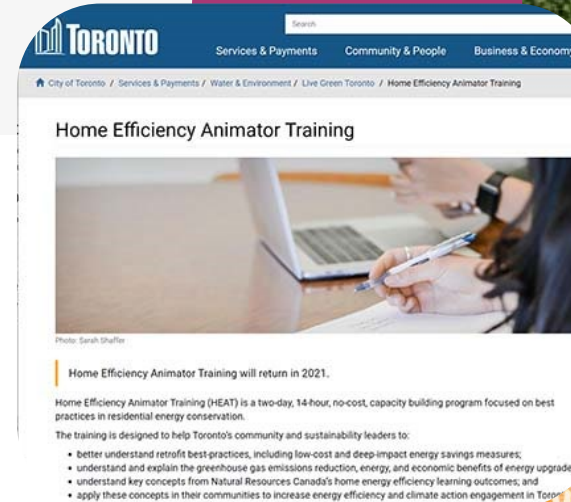 Search
TORONTO
Services & Payments Community & People Business & Economy
City of Toronto / Services & Payments / Water & Environment / Live Green Toronto / Home Efficiency Animator Training
Home Efficiency Animator Training
Photo: Sarah Shaffer
Home Efficiency Animator Training will return in 2021.
Home Efficiency Animator Training (HEAT) is a two-day, 14-hour, no-cost, capacity building program focused on best
practices in residential energy conservation.
The training is designed to help Toronto's community and sustainability leaders to:
• better understand retrofit best-practices, including low-cost and deep-impact energy savings measures;
• understand and explain the greenhouse gas emissions reduction, energy, and economic benefits of energy upgrade
• understand key concepts from Natural Resources Canada's home energy efficiency learning outcomes; and
• apply these concepts in their communities to increase energy efficiency and climate action engagement in